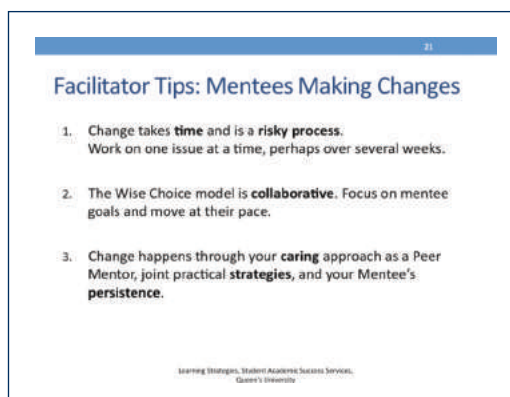 21
Facilitator Tips: Mentees Making Changes
1. Change takes time and is a risky process.
Work on one issue at a time, perhaps over several weeks.
2. The Wise Choice model is collaborative. Focus on mentee
goals and move at their pace.
3. Change happens through your caring approach as a Peer
Mentor, joint practical strategies, and your Mentee's
persistence.
Learning Strategies, Student Academic Success Services,
Queen's University